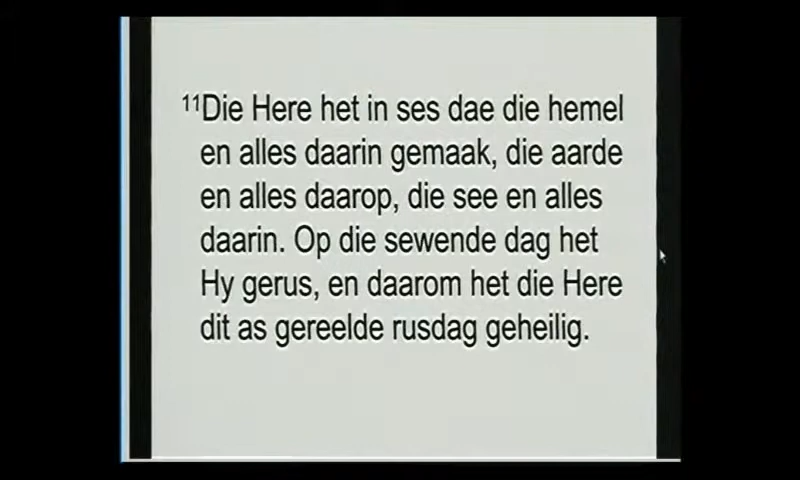 ¹¹Die Here het in ses dae die hemel
en alles daarin gemaak, die aarde
en alles daarop, die see en alles
daarin. Op die sewende dag het
Hy gerus, en daarom het die Here
dit as gereelde rusdag geheilig.